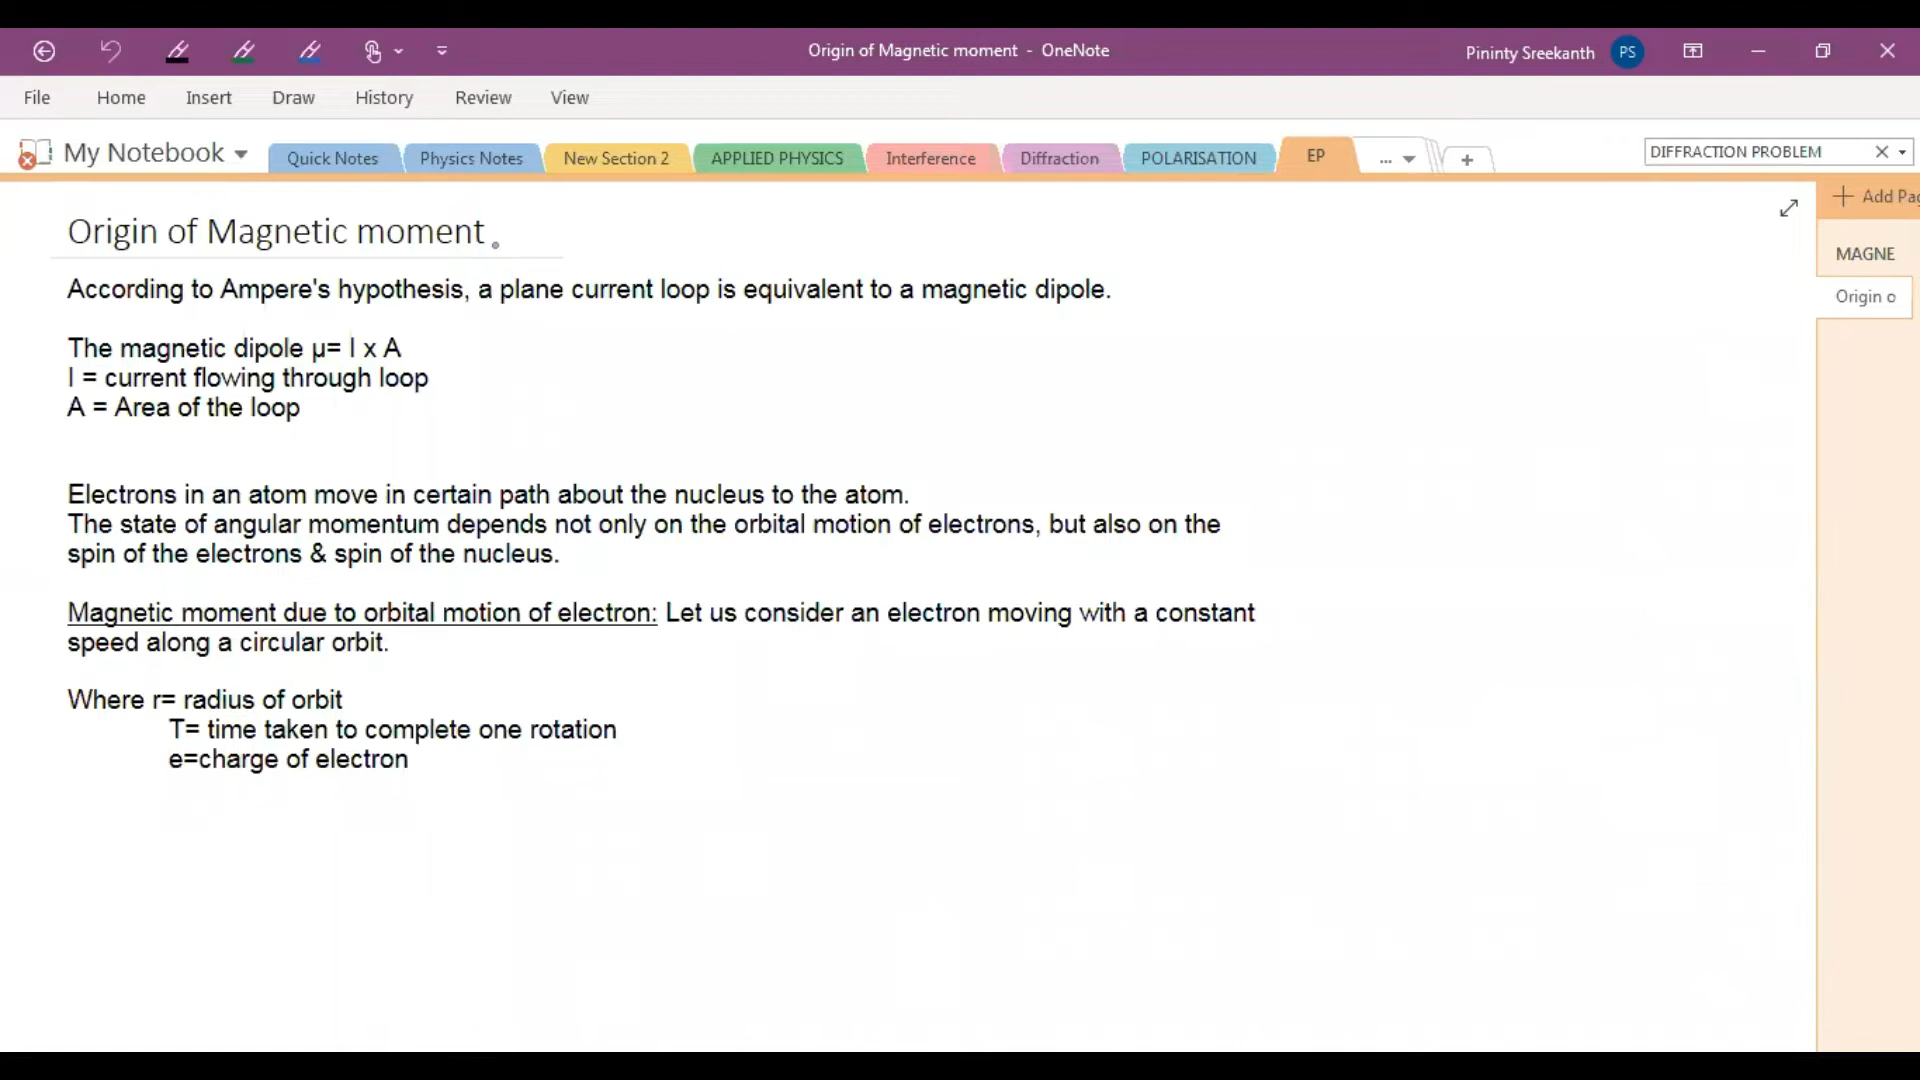 Origin of Magnetic moment - OneNote
Pininty Sreekanth
PS
File Home Insert Draw History Review View
My Notebook
Quick Notes
Physics Notes
New Section 2
APPLIED PHYSICS
Interference
Diffraction
POLARISATION
EP
...
DIFFRACTION PROBLEM
Add Pag
MAGNE
Origin o
Origin of Magnetic moment
According to Ampere's hypothesis, a plane current loop is equivalent to a magnetic dipole.
The magnetic dipole μ= I x A
I = current flowing through loop
A = Area of the loop
Electrons in an atom move in certain path about the nucleus to the atom.
The state of angular momentum depends not only on the orbital motion of electrons, but also on the
spin of the electrons & spin of the nucleus.
Magnetic moment due to orbital motion of electron: Let us consider an electron moving with a constant
speed along a circular orbit.
Where r= radius of orbit
T= time taken to complete one rotation
e=charge of electron